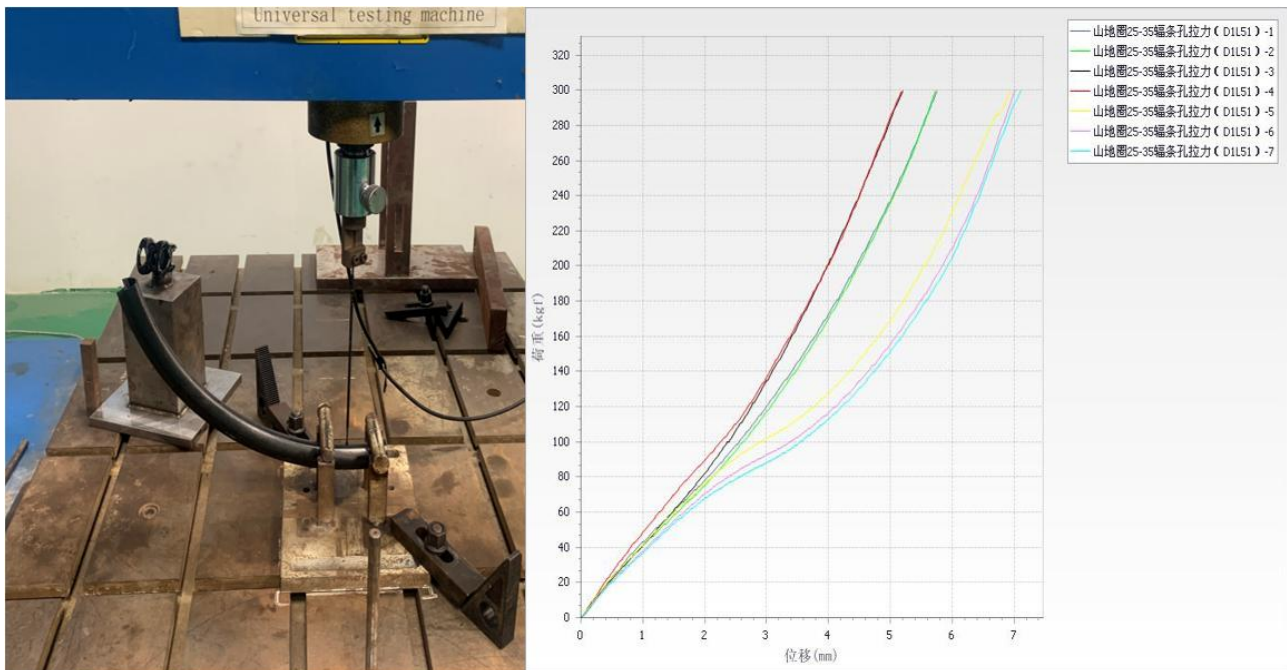 Universal testing machine
荷重(kgf)
320
300
280
260
240
220
200
180
160
140
120
100
80
60
40
20
0
0 1 2 3 4 5 6 7
位移(mm)
山地圈25-35辐条孔拉力(D1L51)-1
山地圈25-35辐条孔拉力(D1L51)-2
山地圈25-35辐条孔拉力(D1L51)-3
山地圈25-35辐条孔拉力(D1L51)-4
山地圈25-35辐条孔拉力(D1L51)-5
山地圈25-35辐条孔拉力(D1L51)-6
山地圈25-35辐条孔拉力(D1L51)-7